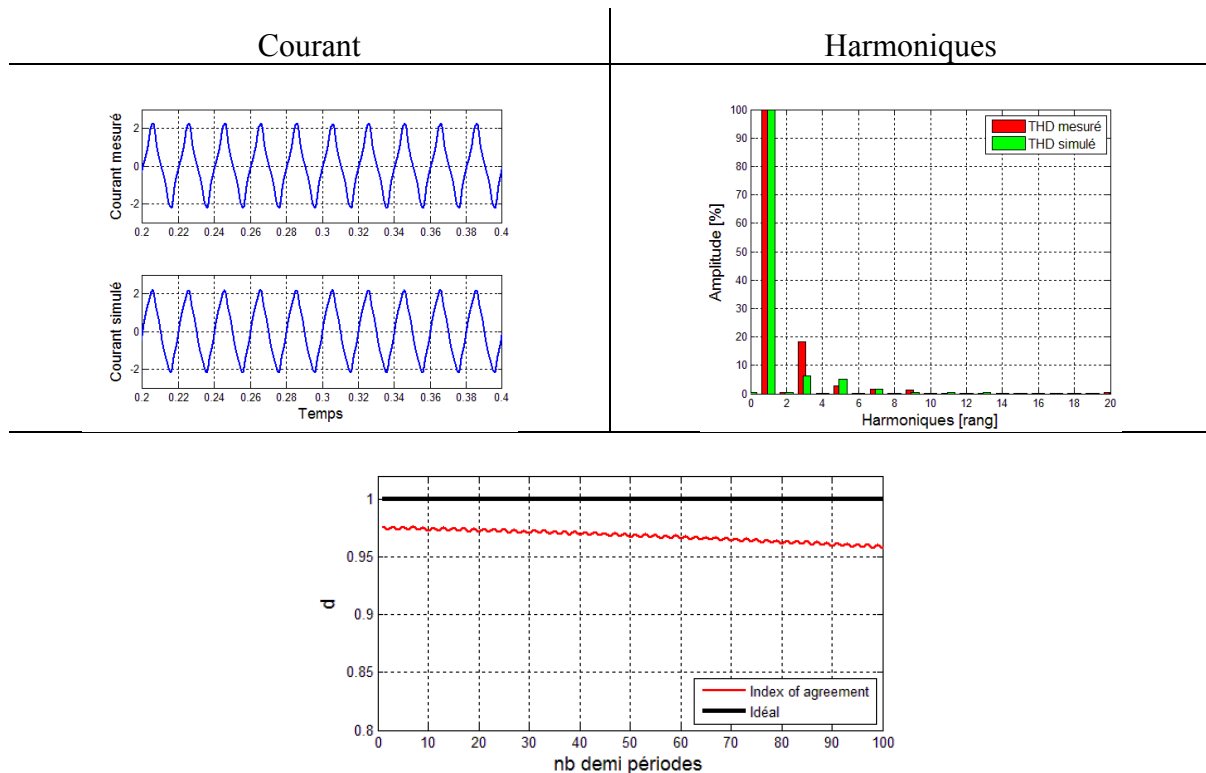 Courant
Harmoniques
Courant mesuré
2
0
-2
0.2 0.22 0.24 0.26 0.28 0.3 0.32 0.34 0.36 0.38 0.4
Courant simulé
2
0
-2
0.2 0.22 0.24 0.26 0.28 0.3 0.32 0.34 0.36 0.38 0.4
Temps
Amplitude [%]
100
90
80
70
60
50
40
30
20
10
0
THD mesuré
THD simulé
0 2 4 6 8 10 12 14 16 18 20
Harmoniques [rang]
d
1
0.95
0.9
0.85
0.8
Index of agreement
Idéal
0 10 20 30 40 50 60 70 80 90 100
nb demi périodes